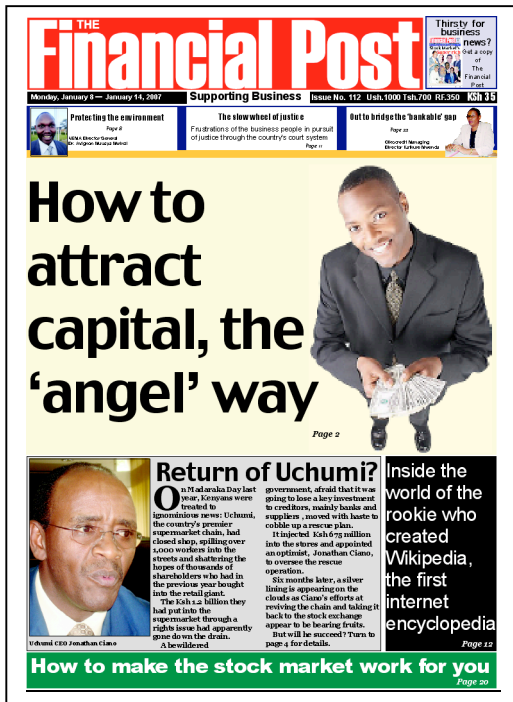 THE
Financial Post
Thirsty for
business
news?
Get a copy
of
The
Financial
Post
Monday, January 8 — January 14, 2007
Supporting Business
Issue No. 112 Ush.1000 Tsh.700 RF.350
KSh 35
Protecting the environment
Page 8
NEMA Director General
Dr.
The slow wheel of justice
Frustrations of the business people in pursuit
of justice through the country's court system
Page 11
Out to bridge the 'bankable' gap
Page 22
Managing
Director
How to
attract
capital, the
'angel' way
Page 2
Return of Uchumi?
On Madaraka Day last
year, Kenyans were
treated to
ignominious news: Uchumi,
the country's premier
supermarket chain, had
closed shop, spilling over
1,000 workers into the
streets and shattering the
hopes of thousands of
shareholders who had in
the previous year bought
into the retail giant.
The Ksh 1.2 billion they
had put into the
supermarket through a
rights issue had apparently
gone down the drain.
A bewildered
government, afraid that it was
going to lose a key investment
to creditors, mainly banks and
suppliers , moved with haste to
cobble up a rescue plan.
It injected Ksh 675 million
into the stores and appointed
an optimist, Jonathan Ciano,
to oversee the rescue
operation.
Six months later, a silver
lining is appearing on the
clouds as Ciano's efforts at
reviving the chain and taking it
back to the stock exchange
appear to be bearing fruits.
But will he succeed? Turn to
page 4 for details.
Uchumi CEO Jonathan Ciano
Inside the
world of the
rookie who
created
Wikipedia,
the first
internet
encyclopedia
Page 12
How to make the stock market work for you
Page 20